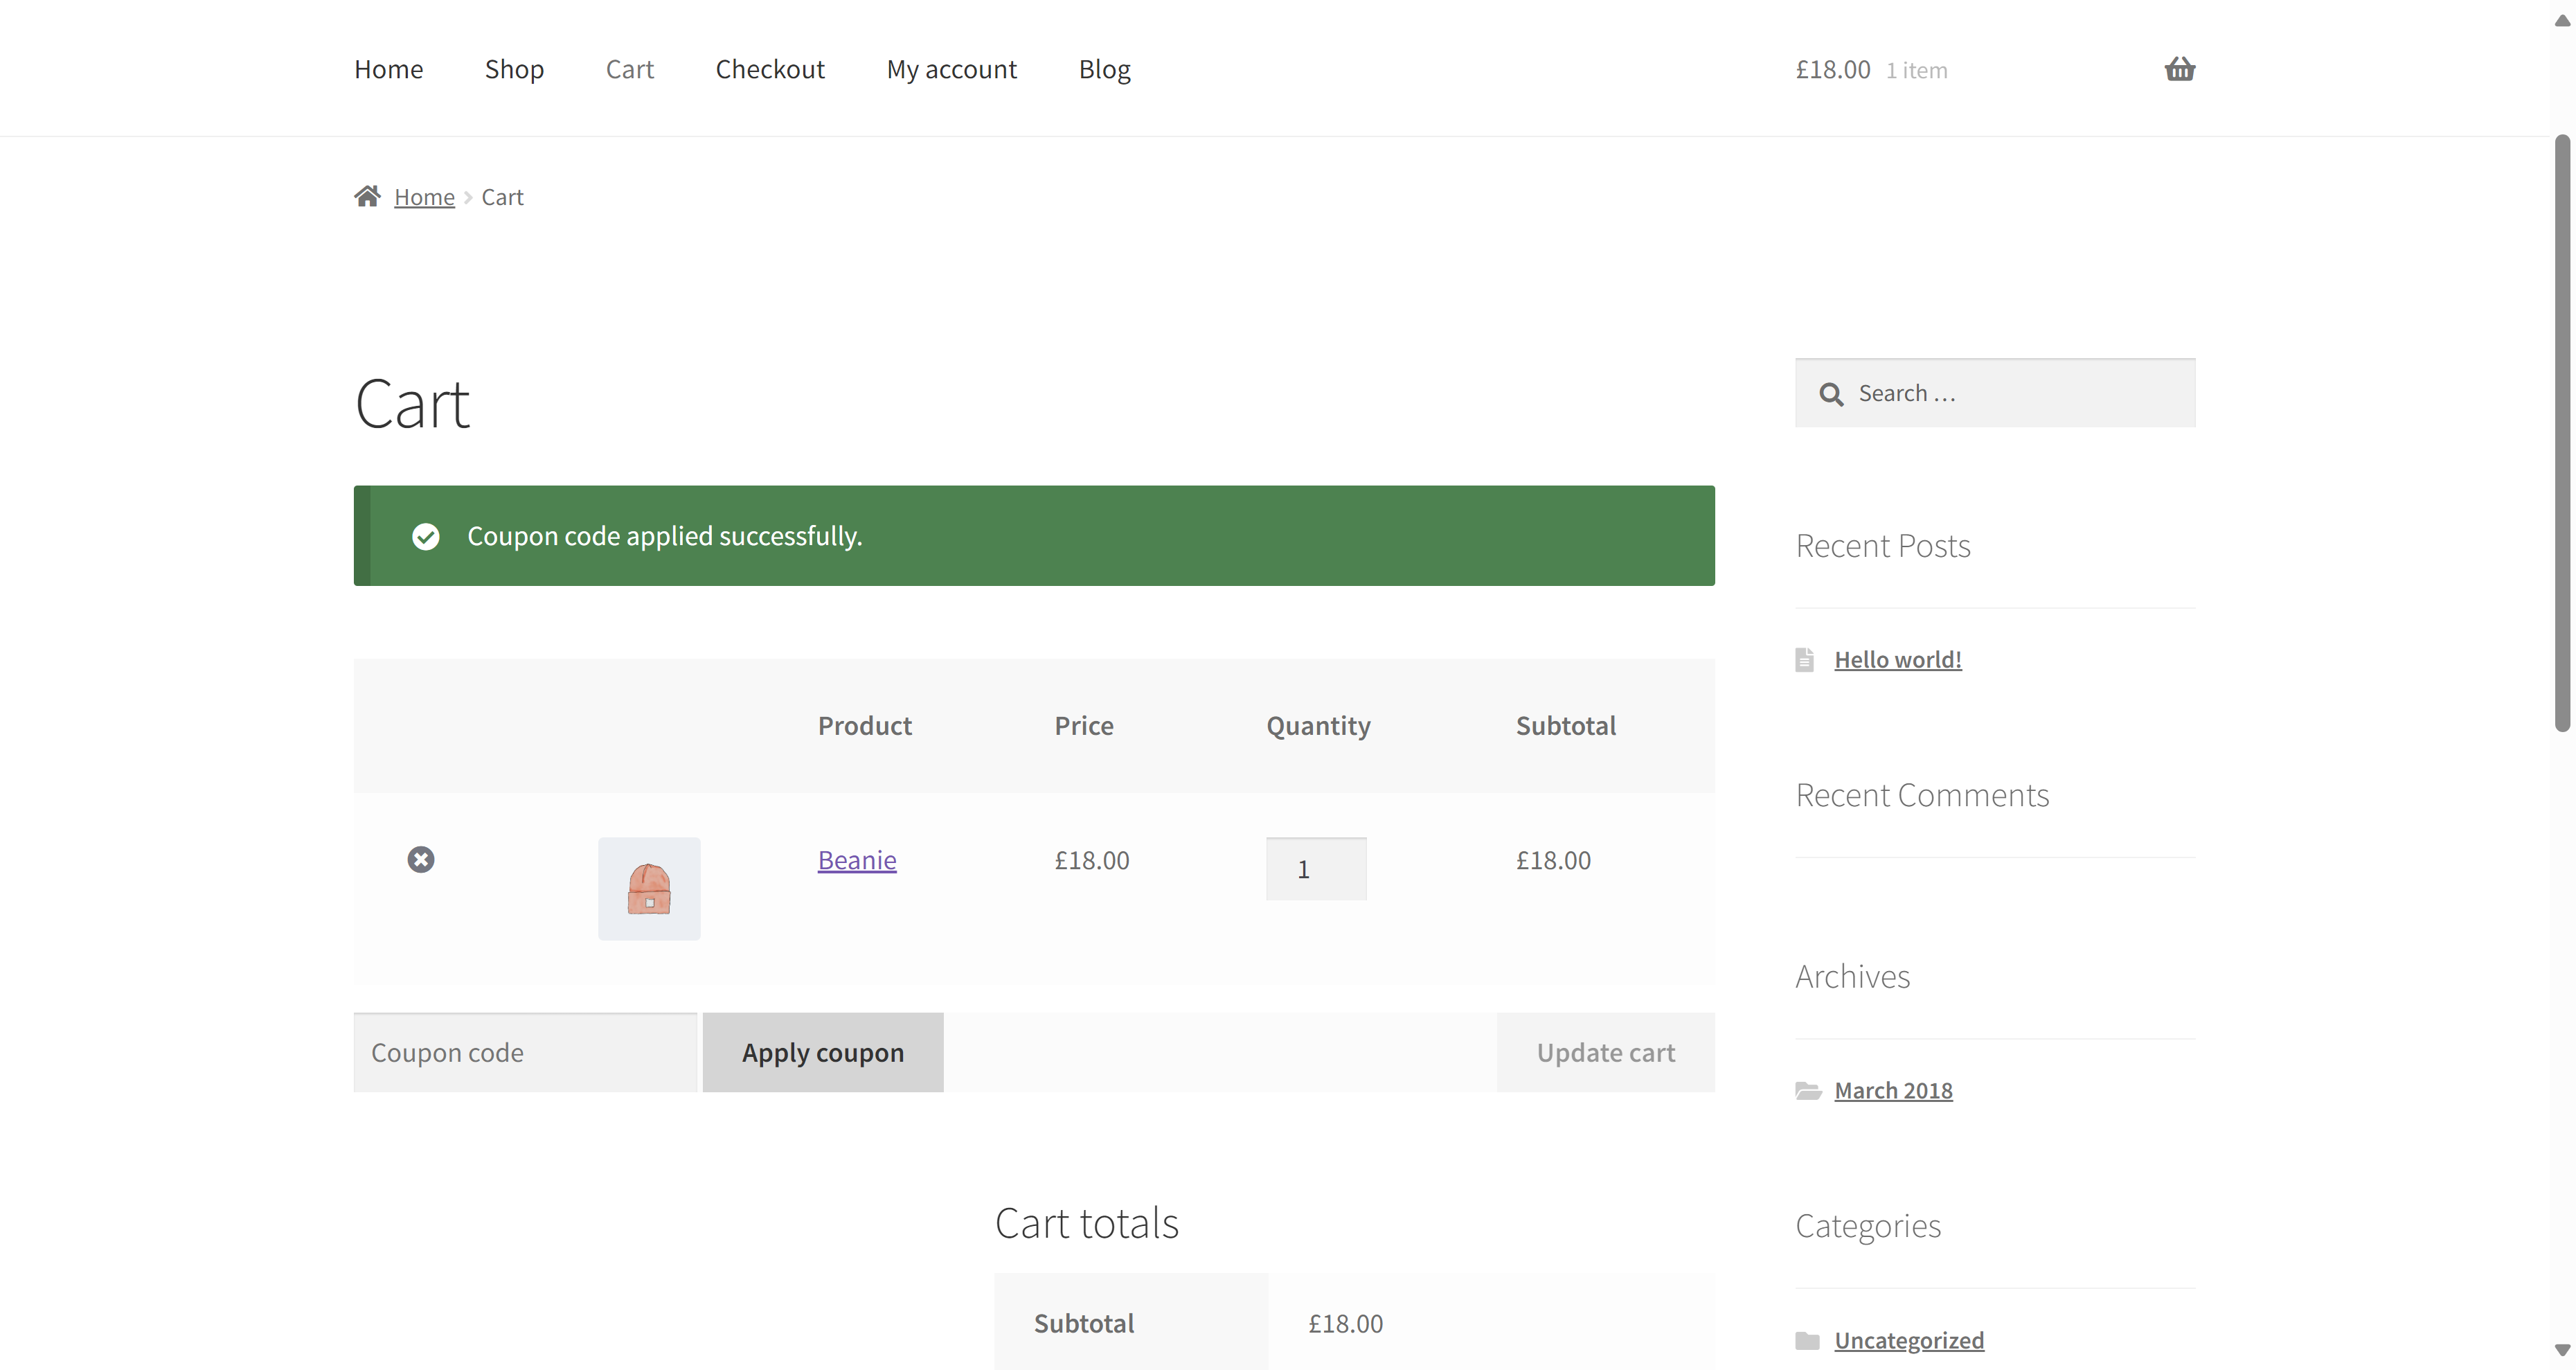 Home Shop Cart Checkout My account Blog £18.00 1 item
Home Cart
Cart
Coupon code applied successfully.
Product Price Quantity Subtotal
Beanie £18.00 1 £18.00
Coupon code Apply coupon Update cart
Cart totals
Subtotal £18.00
Search …
Recent Posts
Hello world!
Recent Comments
Archives
March 2018
Categories
Uncategorized